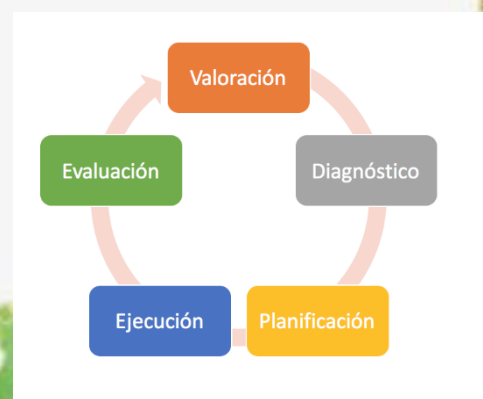 Valoración
Diagnóstico
Planificación
Ejecución
Evaluación